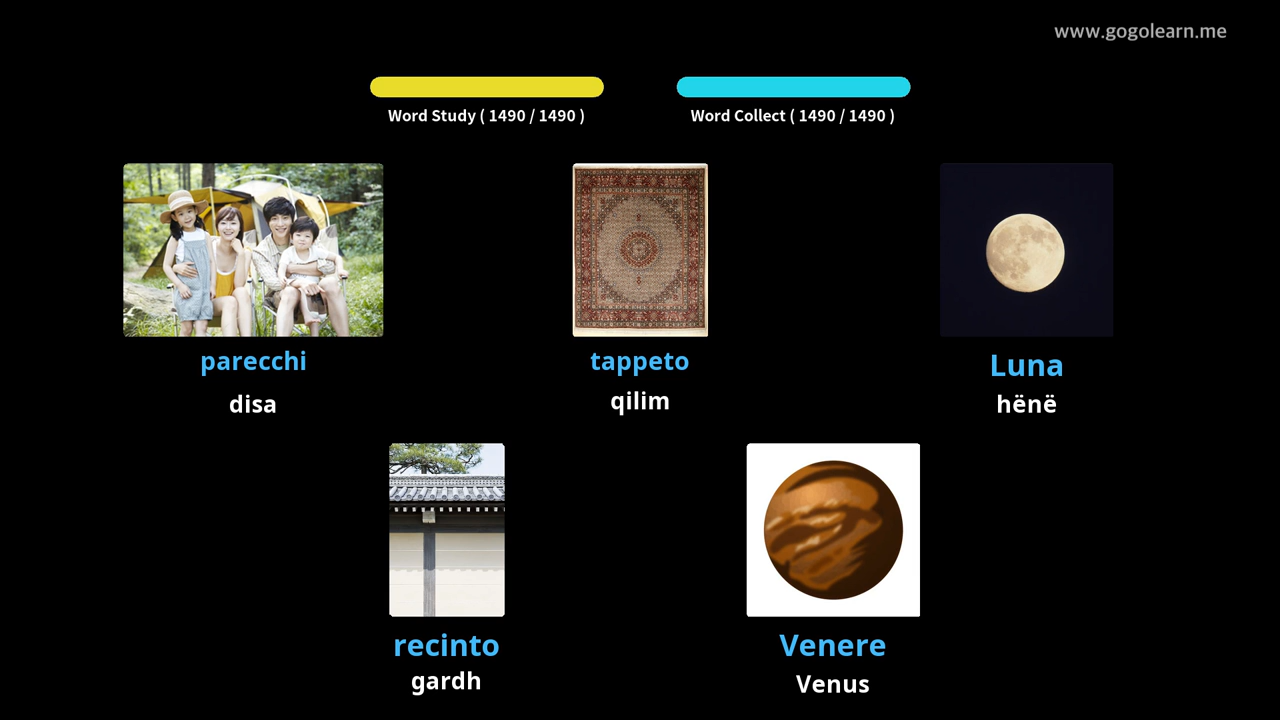 www.gogolearn.me
Word Study ( 1490 / 1490 )
Word Collect ( 1490 / 1490 )
parecchi
disa
tappeto
qilim
Luna
hënë
recinto
gardh
Venere
Venus